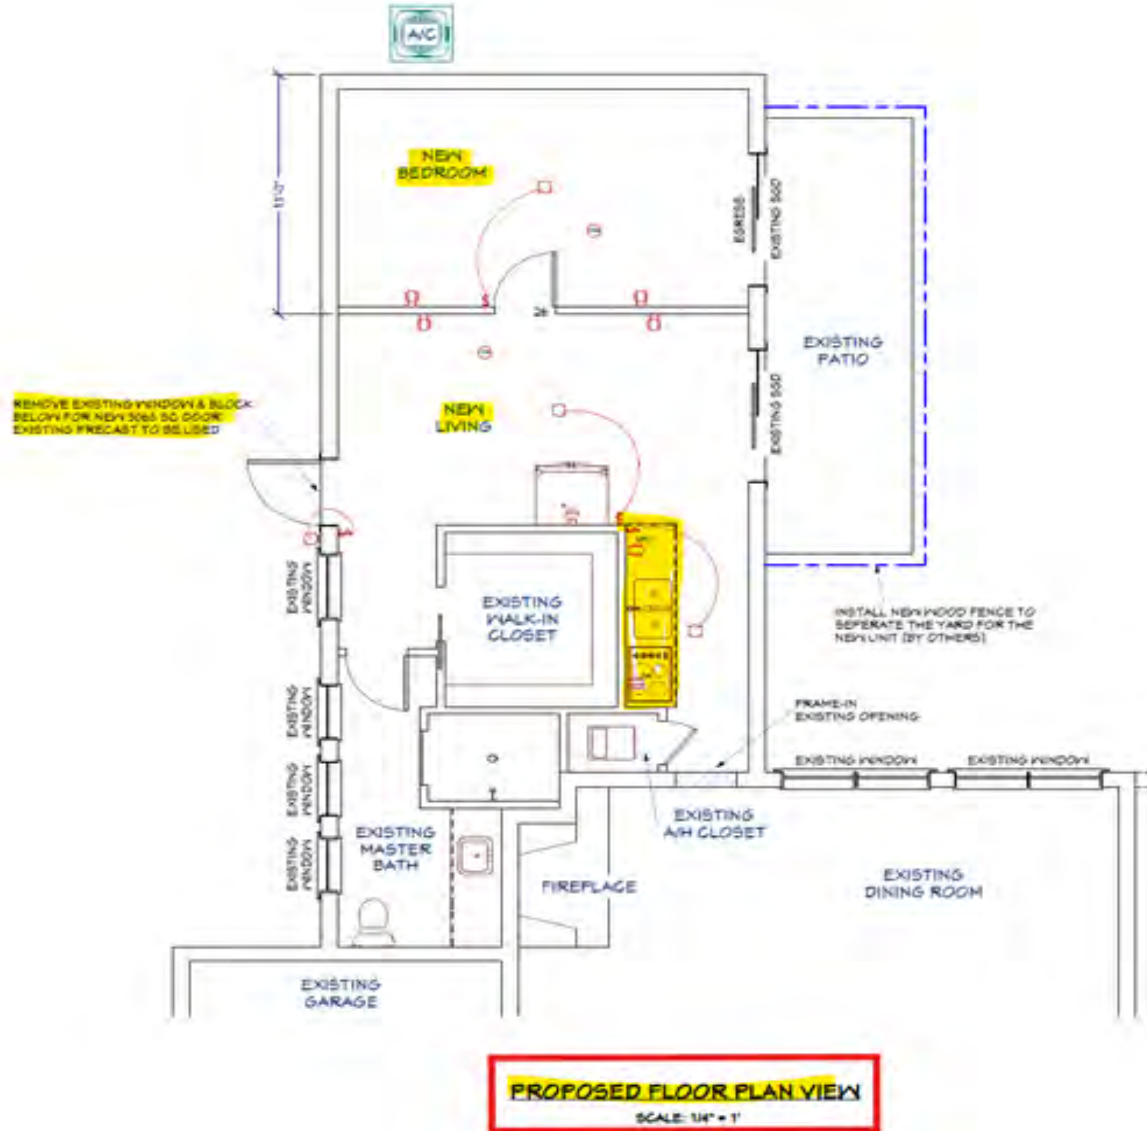 A/C
NEW
BEDROOM
EGRESS
EXISTING SGD
EXISTING
PATIO
REMOVE EXISTING WINDOW & BLOCK
BELOW FOR NEW 3068 SC DOOR
EXISTING PRECAST TO BE USED
NEW
LIVING
EXISTING SGD
EXISTING
WINDOW
EXISTING
WALK-IN
CLOSET
INSTALL NEW WOOD FENCE TO
SEPERATE THE YARD FOR THE
NEW UNIT (BY OTHERS)
EXISTING
WINDOW
FRAME-IN
EXISTING OPENING
EXISTING WINDOW
EXISTING WINDOW
EXISTING
WINDOW
EXISTING
A/H CLOSET
EXISTING
MASTER
BATH
EXISTING
WINDOW
FIREPLACE
EXISTING
DINING ROOM
EXISTING
GARAGE
PROPOSED FLOOR PLAN VIEW
SCALE: 1/4" = 1'